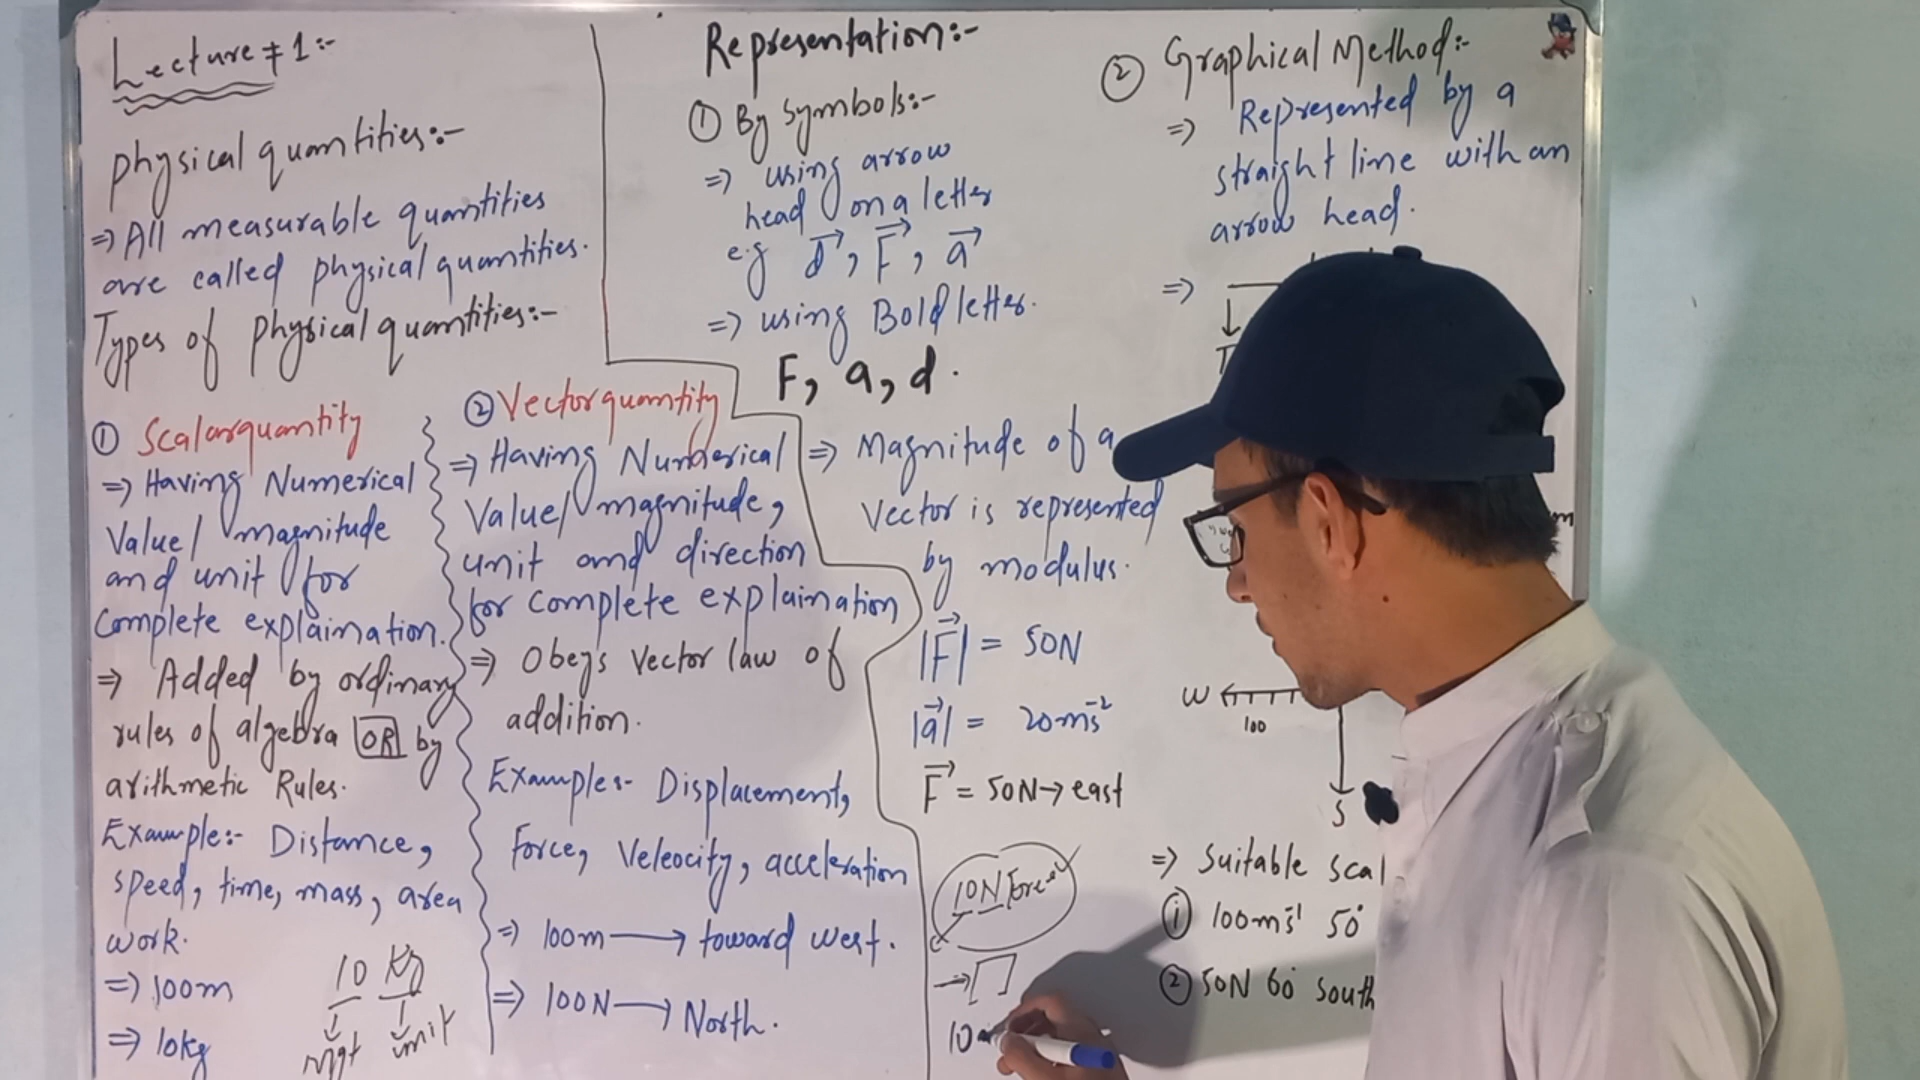 Lecture # 1:-
Physical quantities:-
=> All measurable quantities
are called physical quantities.
Types of physical quantities:-
① Scalar quantity
=> Having Numerical
Value/magnitude
and unit for
Complete explaination.
=> Added by ordinary
rules of algebra OR by
arithmetic Rules.
Example:- Distance,
speed, time, mass, area
work.
=> 100m
=> 10kg
10 kg
mgt unit
② Vector quantity
=> Having Numerical
Value/magnitude,
unit and direction
for complete explaination
=> Obeys Vector law of
addition.
Example:- Displacement,
Force, Veleocity, acceleration
=> 100m → toward West.
=> 100N → North.
Representation:-
① By Symbols:-
=> using arrow
head on a letter
e.g d⃗, F⃗, a⃗
=> using Bold letter.
F, a, d.
=> Magnitude of a
Vector is represented
by modulus.
|F⃗| = 50N
|a⃗| = 20ms⁻²
F⃗ = 50N → east
10N Force
→
10
② Graphical Method:-
=> Represented by a
straight line with an
arrow head.
=>
W
100
S
=> Suitable scal
① 100ms⁻¹ 50°
② 50N 60° South